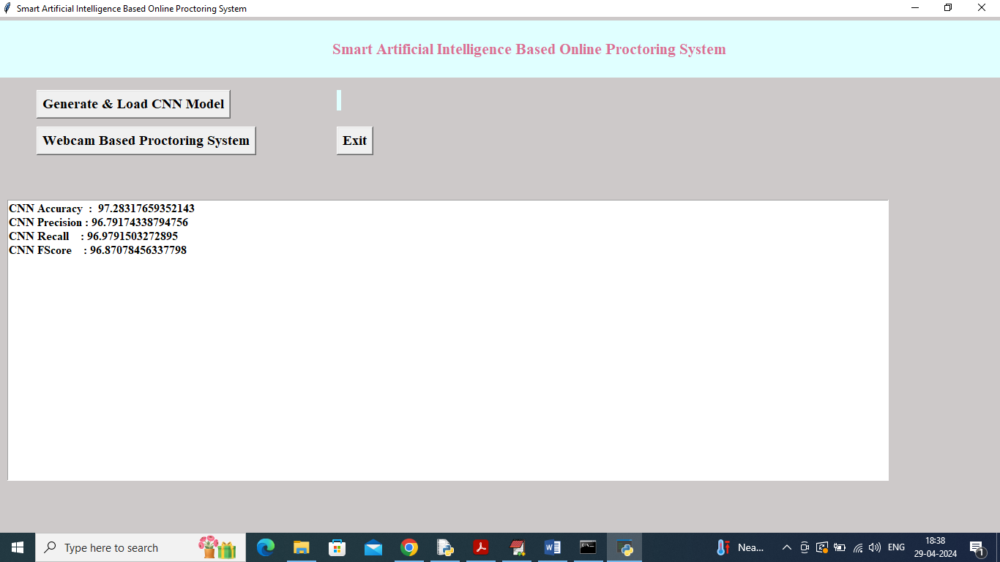 Smart Artificial Intelligence Based Online Proctoring System
Smart Artificial Intelligence Based Online Proctoring System
Generate & Load CNN Model
Webcam Based Proctoring System
Exit
CNN Accuracy : 97.28317659352143
CNN Precision : 96.79174338794756
CNN Recall : 96.9791503272895
CNN FScore : 96.87078456337798
Type here to search
Nea...
ENG
18:38
29-04-2024
1